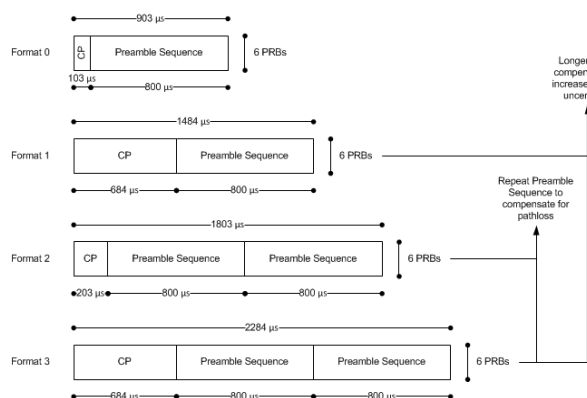 903 µs
Format 0
CP
Preamble Sequence
6 PRBs
103 µs
800 µs
1484 µs
Format 1
CP
Preamble Sequence
6 PRBs
684 µs
800 µs
Longer
compen
increase
uncer
Repeat Preamble
Sequence to
compensate for
pathloss
1803 µs
Format 2
CP
Preamble Sequence
Preamble Sequence
6 PRBs
203 µs
800 µs
800 µs
2284 µs
Format 3
CP
Preamble Sequence
Preamble Sequence
6 PRBs
684 µs
800 µs
800 µs